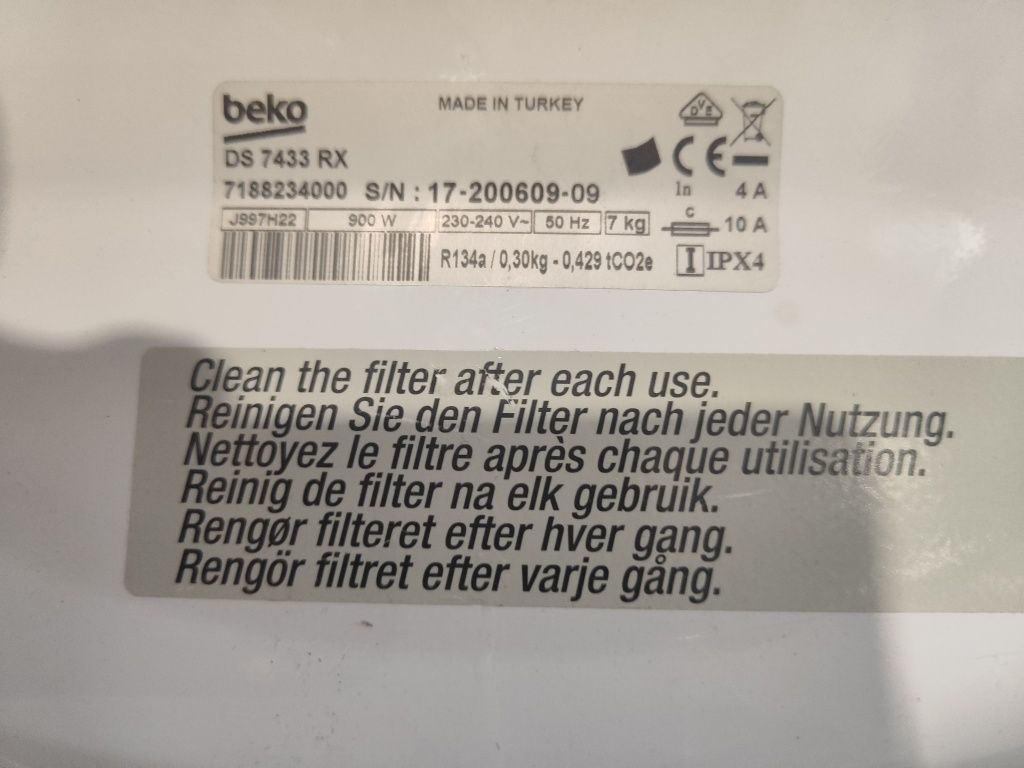 beko
MADE IN TURKEY
DVE
DS 7433 RX
CE
7188234000 S/N : 17-200609-09
In 4 A
J997H22 900 W 230-240 V~ 50 Hz 7 kg
C 10 A
R134a / 0,30kg - 0,429 tCO2e
I IPX4
Clean the filter after each use.
Reinigen Sie den Filter nach jeder Nutzung.
Nettoyez le filtre après chaque utilisation.
Reinig de filter na elk gebruik.
Rengør filteret efter hver gang.
Rengör filtret efter varje gång.